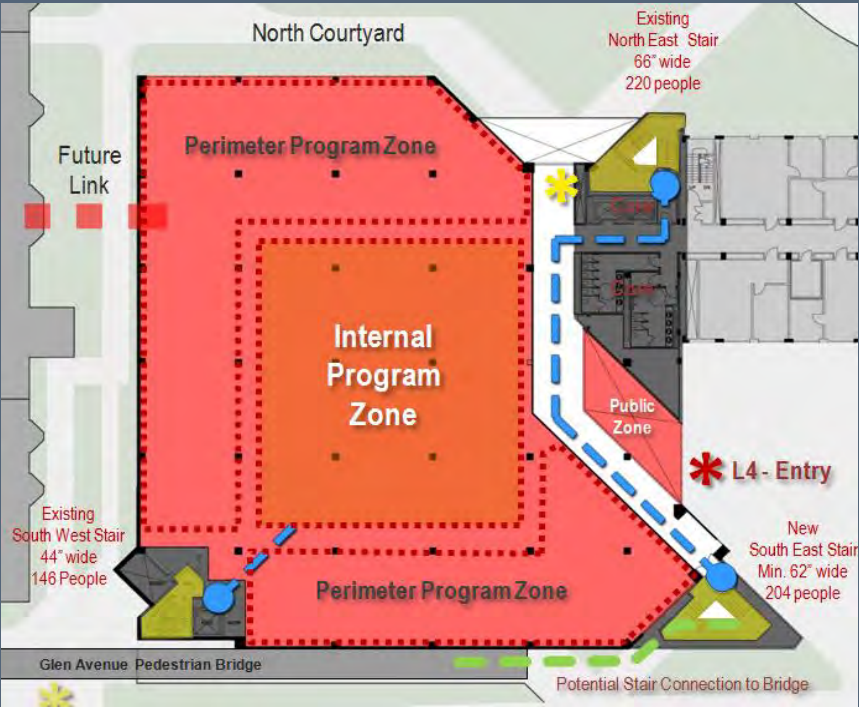 North Courtyard
Existing
North East Stair
66" wide
220 people
Perimeter Program Zone
Future
Link
Core
Core
Internal
Program
Zone
Public
Zone
L4 - Entry
Existing
South West Stair
44" wide
146 People
New
South East Stair
Min. 62" wide
204 people
Perimeter Program Zone
Glen Avenue Pedestrian Bridge
Potential Stair Connection to Bridge